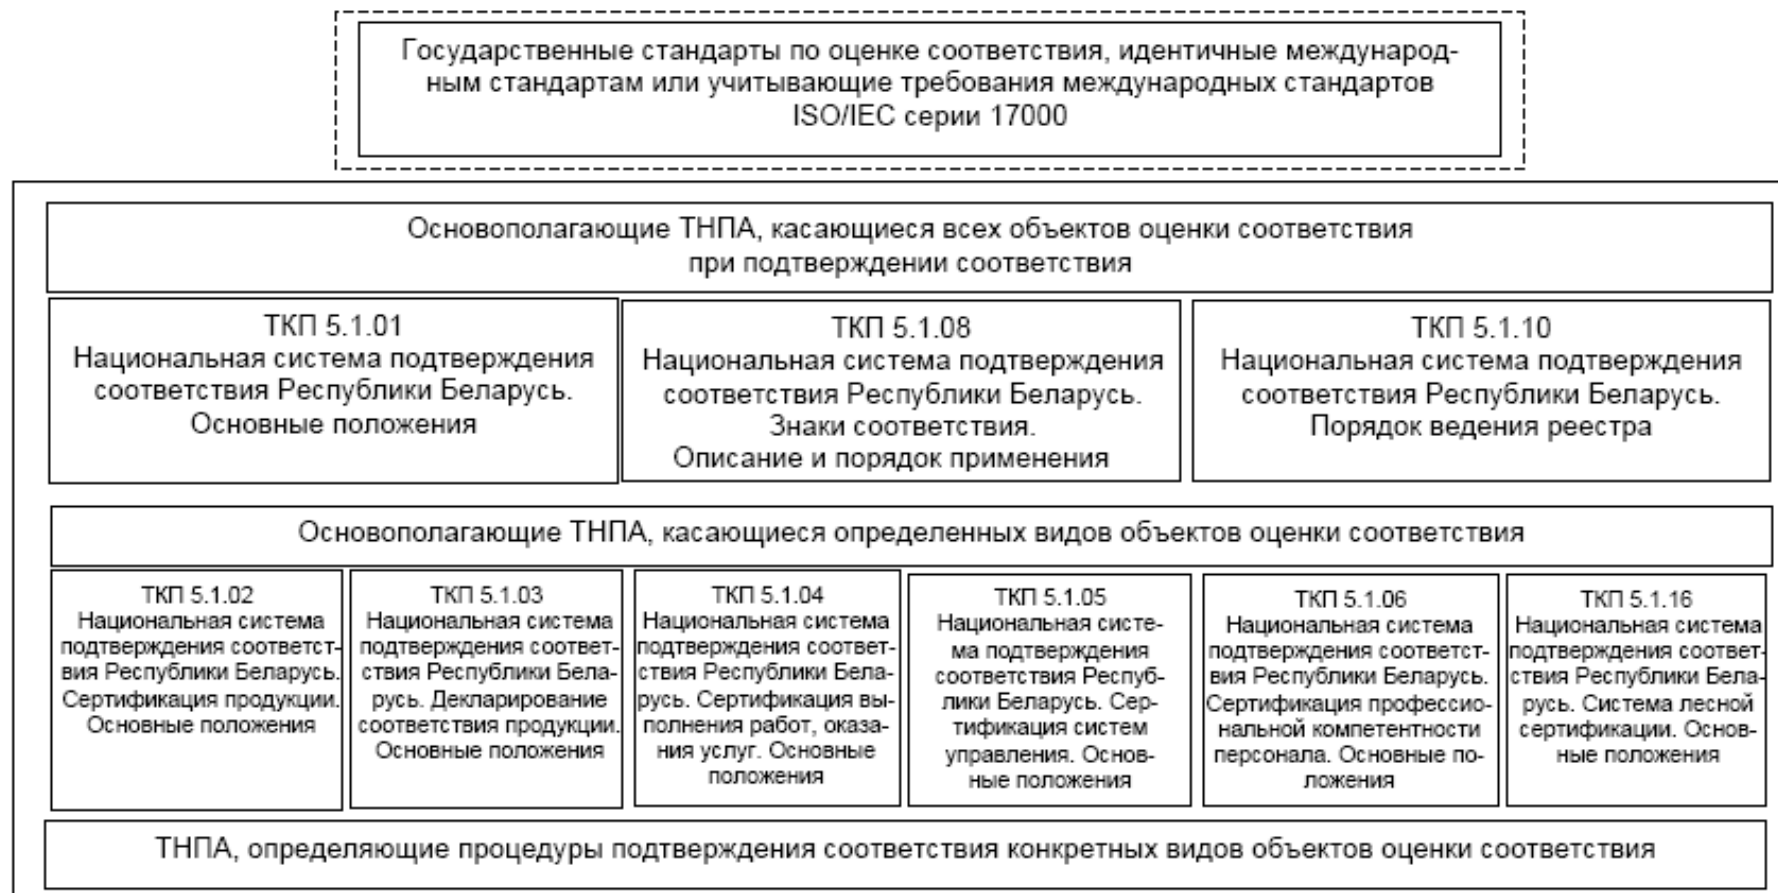 Государственные стандарты по оценке соответствия, идентичные международ-
ным стандартам или учитывающие требования международных стандартов
ISO/IEC серии 17000
Основополагающие ТНПА, касающиеся всех объектов оценки соответствия
при подтверждении соответствия
ТКП 5.1.01
Национальная система подтверждения
соответствия Республики Беларусь.
Основные положения
ТКП 5.1.08
Национальная система подтверждения
соответствия Республики Беларусь.
Знаки соответствия.
Описание и порядок применения
ТКП 5.1.10
Национальная система подтверждения
соответствия Республики Беларусь.
Порядок ведения реестра
Основополагающие ТНПА, касающиеся определенных видов объектов оценки соответствия
ТКП 5.1.02
Национальная система
подтверждения соответст-
вия Республики Беларусь.
Сертификация продукции.
Основные положения
ТКП 5.1.03
Национальная система
подтверждения соответ-
ствия Республики Бела-
русь. Декларирование
соответствия продукции.
Основные положения
ТКП 5.1.04
Национальная система
подтверждения соответ-
ствия Республики Бела-
русь. Сертификация вы-
полнения работ, оказа-
ния услуг. Основные
положения
ТКП 5.1.05
Национальная систе-
ма подтверждения
соответствия Респуб-
лики Беларусь. Сер-
тификация систем
управления. Основ-
ные положения
ТКП 5.1.06
Национальная система
подтверждения соответст-
вия Республики Беларусь.
Сертификация профессио-
нальной компетентности
персонала. Основные по-
ложения
ТКП 5.1.16
Национальная система
подтверждения соответ-
ствия Республики Бела-
русь. Система лесной
сертификации. Основ-
ные положения
ТНПА, определяющие процедуры подтверждения соответствия конкретных видов объектов оценки соответствия